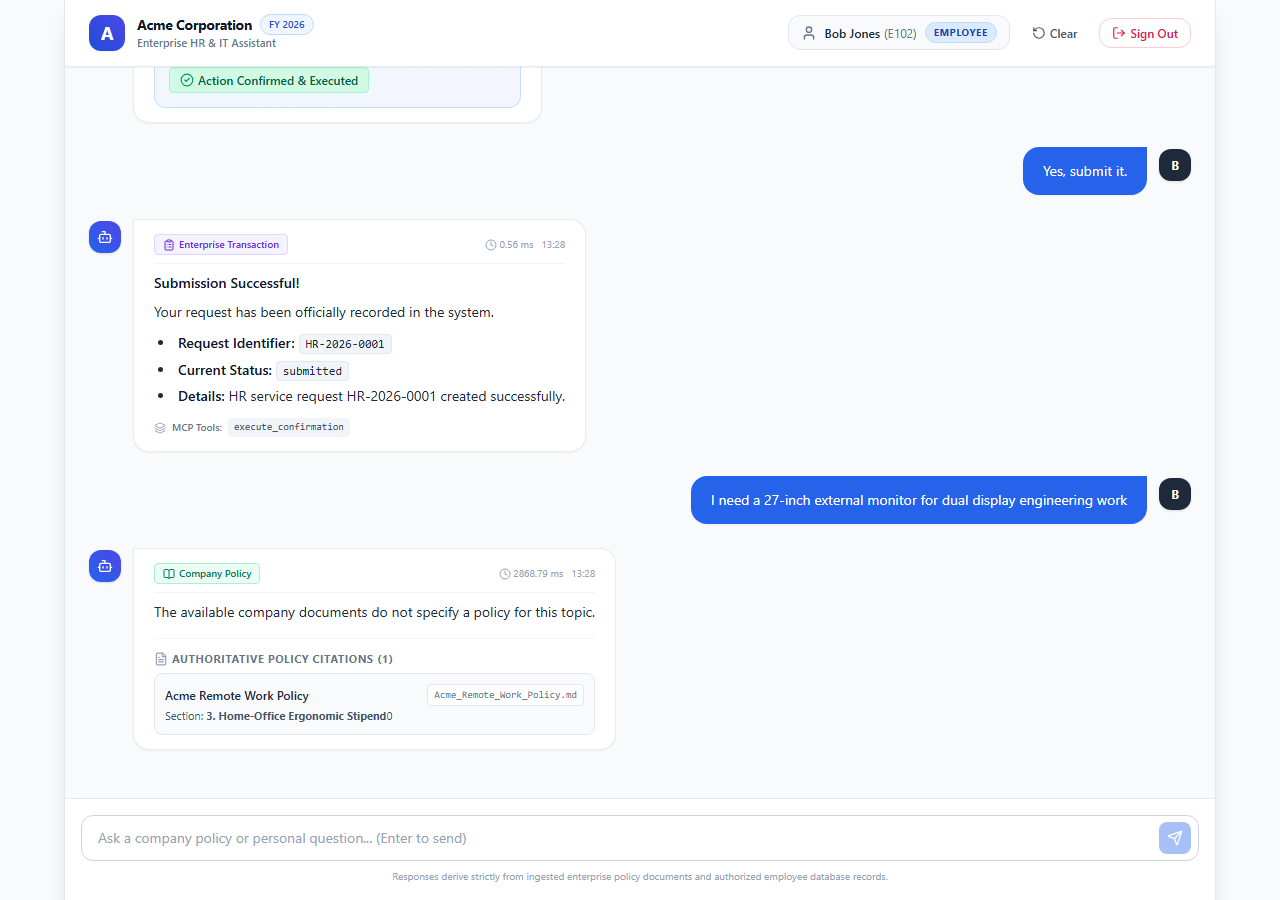 A
Acme Corporation
FY 2026
Enterprise HR & IT Assistant
Bob Jones (E102)
EMPLOYEE
Clear
Sign Out
Action Confirmed & Executed
Yes, submit it.
B
Enterprise Transaction
0.56 ms 13:28
Submission Successful!
Your request has been officially recorded in the system.
• Request Identifier: HR-2026-0001
• Current Status: submitted
• Details: HR service request HR-2026-0001 created successfully.
MCP Tools: execute_confirmation
I need a 27-inch external monitor for dual display engineering work
B
Company Policy
2868.79 ms 13:28
The available company documents do not specify a policy for this topic.
AUTHORITATIVE POLICY CITATIONS (1)
Acme Remote Work Policy
Acme_Remote_Work_Policy.md
Section: 3. Home-Office Ergonomic Stipend0
Ask a company policy or personal question... (Enter to send)
Responses derive strictly from ingested enterprise policy documents and authorized employee database records.